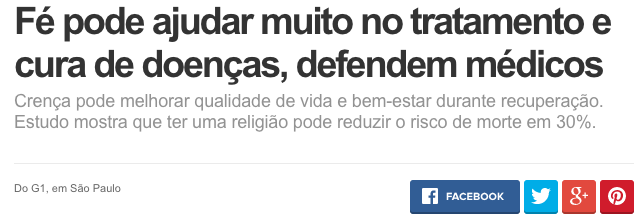 Fé pode ajudar muito no tratamento e
cura de doenças, defendem médicos
Crença pode melhorar qualidade de vida e bem-estar durante recuperação.
Estudo mostra que ter uma religião pode reduzir o risco de morte em 30%.
Do G1, em São Paulo
FACEBOOK